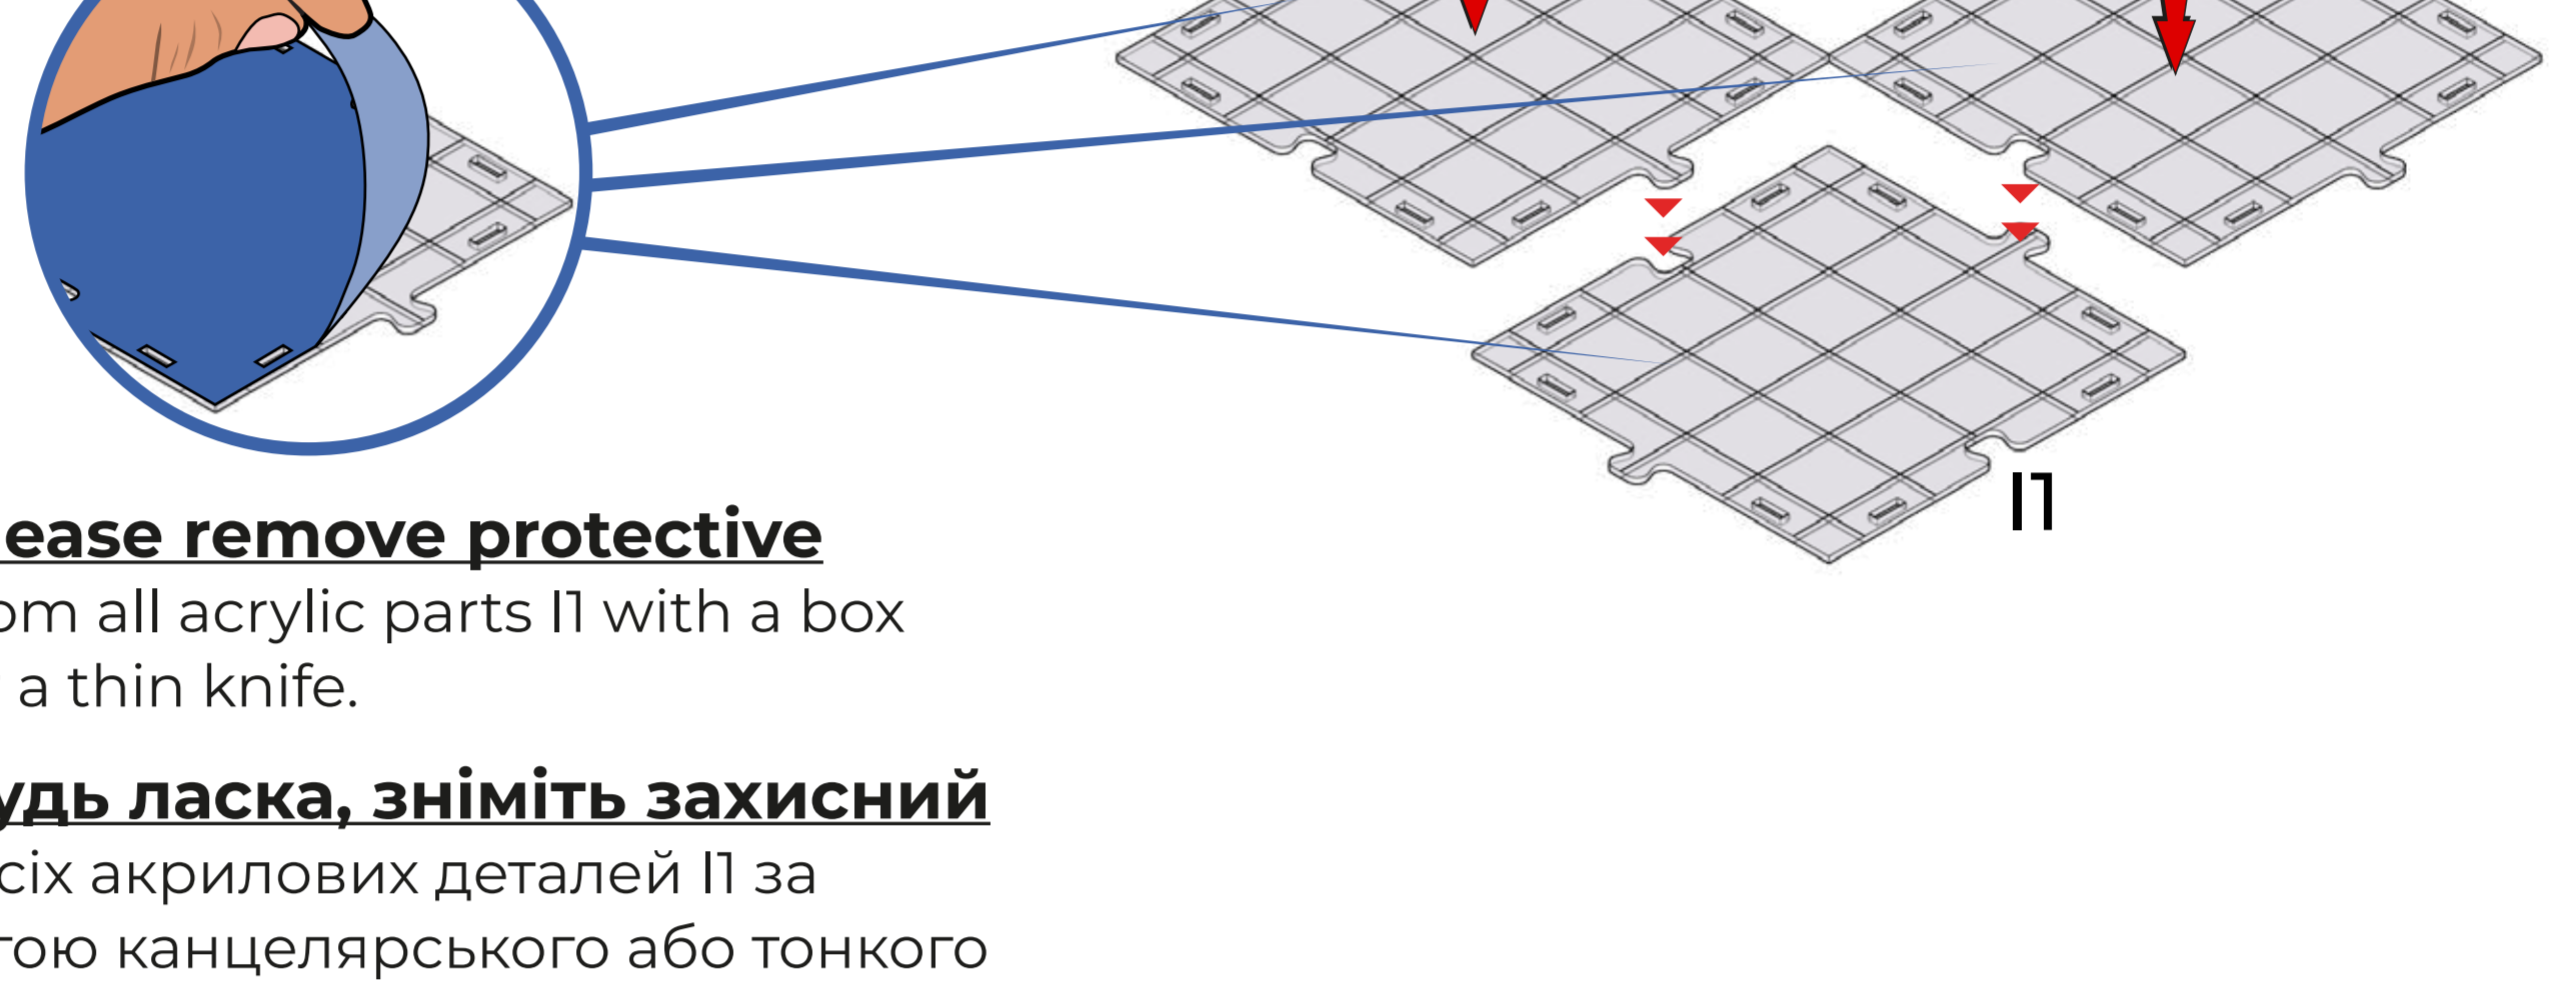 I1
ease remove protective
om all acrylic parts I1 with a box
a thin knife.
удь ласка, зніміть захисний
сіх акрилових деталей I1 за
гою канцелярського або тонкого